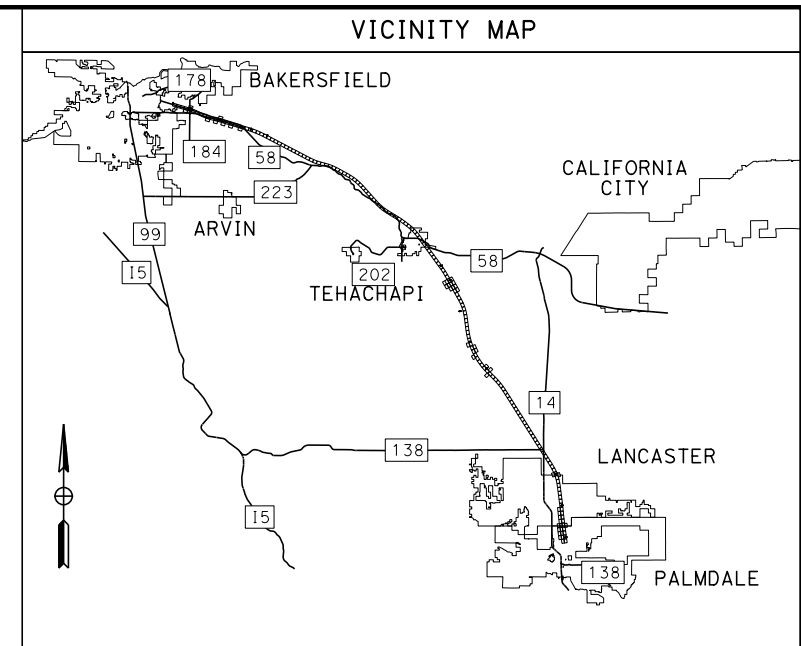 VICINITY MAP
178
BAKERSFIELD
184
58
223
ARVIN
99
I5
CALIFORNIA
CITY
58
202
TEHACHAPI
14
138
LANCASTER
I5
138
PALMDALE